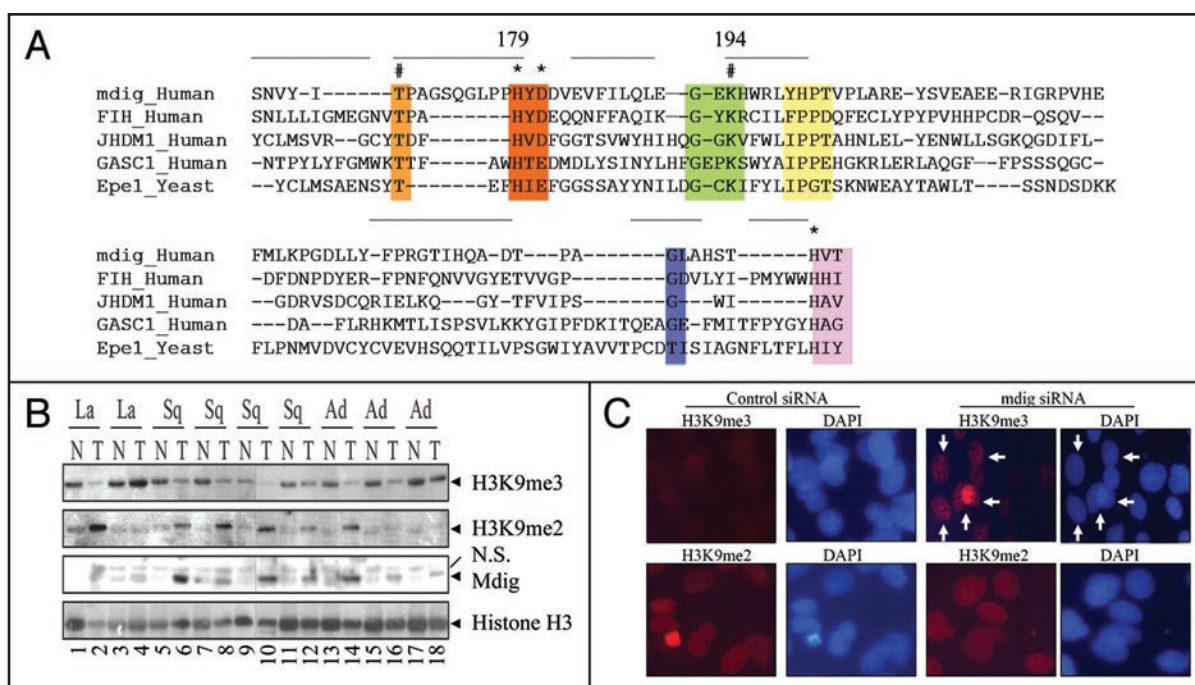 A
179 194
# * * #
mdig_Human SNVY-I------TPAGSQGLPPHYDDVEVFILQLE--G-EKHWRLYHPTVPLARE-YSVEAEE-RIGRPVHE
FIH_Human SNLLLIGMEGNVTPA-------HYDEQQNFFAQIK--G-YKRCILFPPDQFECLYPYPVHHPCDR-QSQV--
JHDM1_Human YCLMSVR--GCYTDF-------HVDFGGTSVWYHIHQG-GKVFWLIPPTAHNLEL-YENWLLSGKQGDIFL-
GASC1_Human -NTPYLYFGMWKTTF-----AWHTEDMDLYSINYLHFGEPKSWYAIPPEHGKRLERLAQGF--FPSSSQGC-
Epe1_Yeast --YCLMSAENSYT-------EFHIEFGGSSAYYNILDG-CKIFYLIPGTSKNWEAYTAWLT----SSNDSDKK
*
mdig_Human FMLKPGDLLY-FPRGTIHQA-DT---PA-------GLAHST------HVT
FIH_Human -DFDNPDYER-FPNFQNVVGYETVVGP--------GDVLYI-PMYWWHHI
JHDM1_Human --GDRVSDCQRIELKQ---GY-TFVIPS-------G--WI-------HAV
GASC1_Human ---DA--FLRHKMTLISPSVLKKYGIPFDKITQEAGE-FMITFPYGYHAG
Epe1_Yeast FLPNMVDVCYCVEVHSQQTILVPSGWIYAVVTPCDTISIAGNFLTFLHIY
B
La La Sq Sq Sq Sq Ad Ad Ad
N T N T N T N T N T N T N T N T N T
H3K9me3
H3K9me2
N.S.
Mdig
Histone H3
1 2 3 4 5 6 7 8 9 10 11 12 13 14 15 16 17 18
C
Control siRNA mdig siRNA
H3K9me3 DAPI H3K9me3 DAPI
H3K9me2 DAPI H3K9me2 DAPI